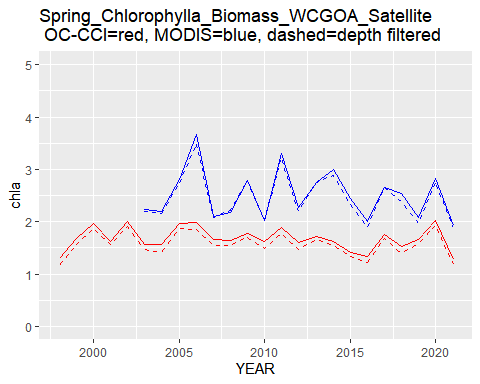 Spring_Chlorophylla_Biomass_WCGOA_Satellite
OC-CCI=red, MODIS=blue, dashed=depth filtered
5
4
3
2
1
0
chla
2000 2005 2010 2015 2020
YEAR